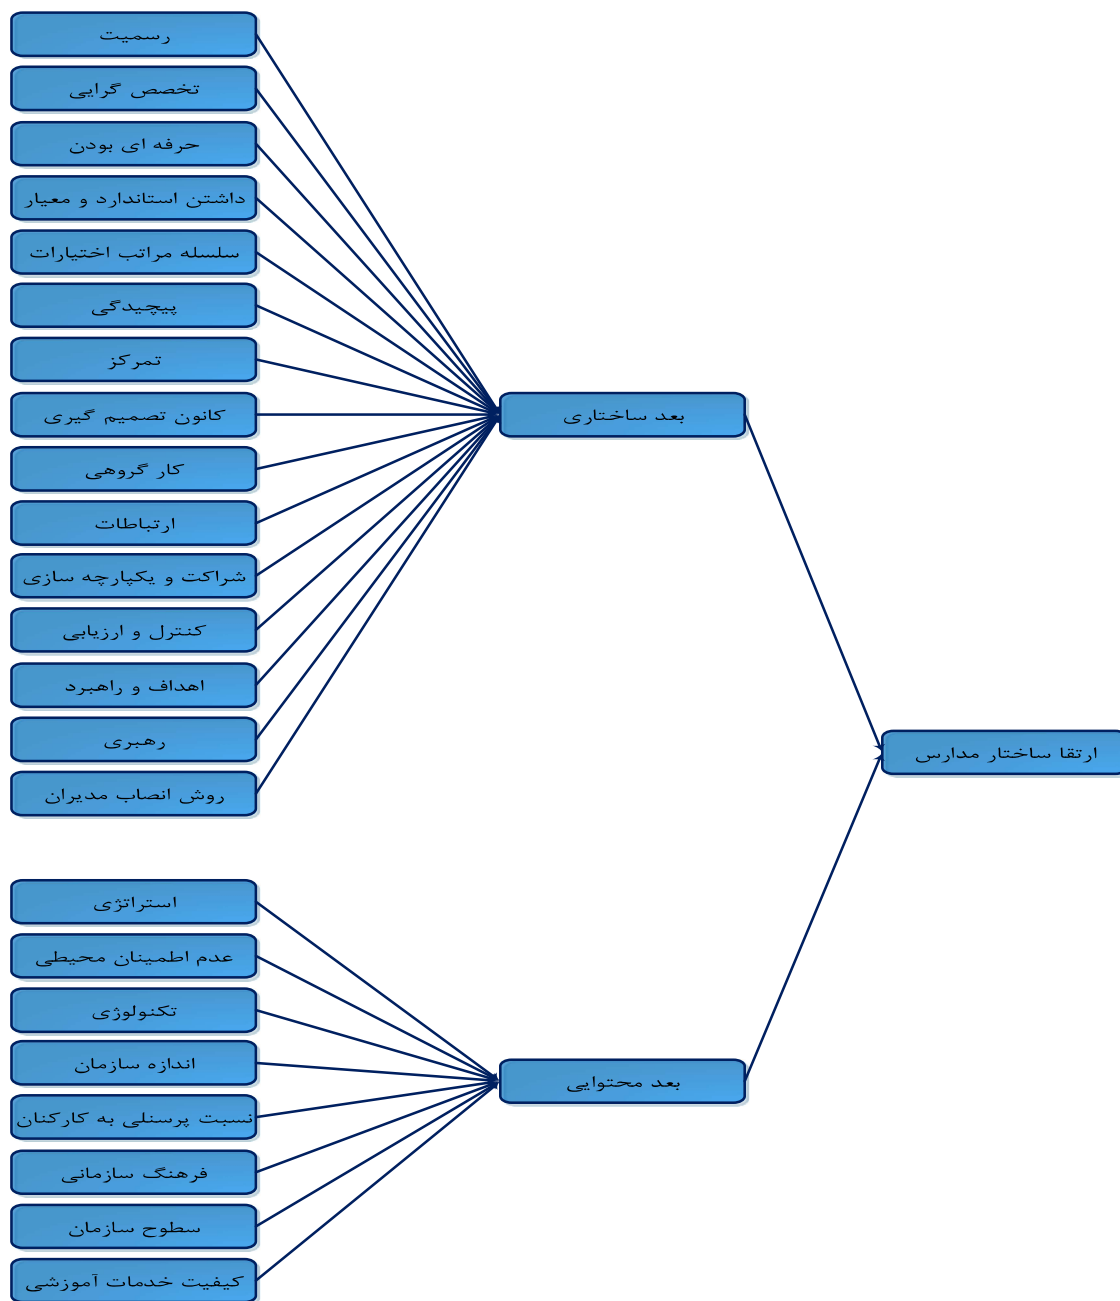 رسمیت
تخصص گرایی
حرفه ای بودن
داشتن استاندارد و معیار
سلسله مراتب اختیارات
پیچیدگی
تمرکز
کانون تصمیم گیری
کار گروهی
ارتباطات
شراکت و یکپارچه سازی
کنترل و ارزیابی
اهداف و راهبرد
رهبری
روش انصاب مدیران
بعد ساختاری
ارتقا ساختار مدارس
استراتژی
عدم اطمینان محیطی
تکنولوژی
اندازه سازمان
نسبت پرسنلی به کارکنان
فرهنگ سازمانی
سطوح سازمان
کیفیت خدمات آموزشی
بعد محتوایی